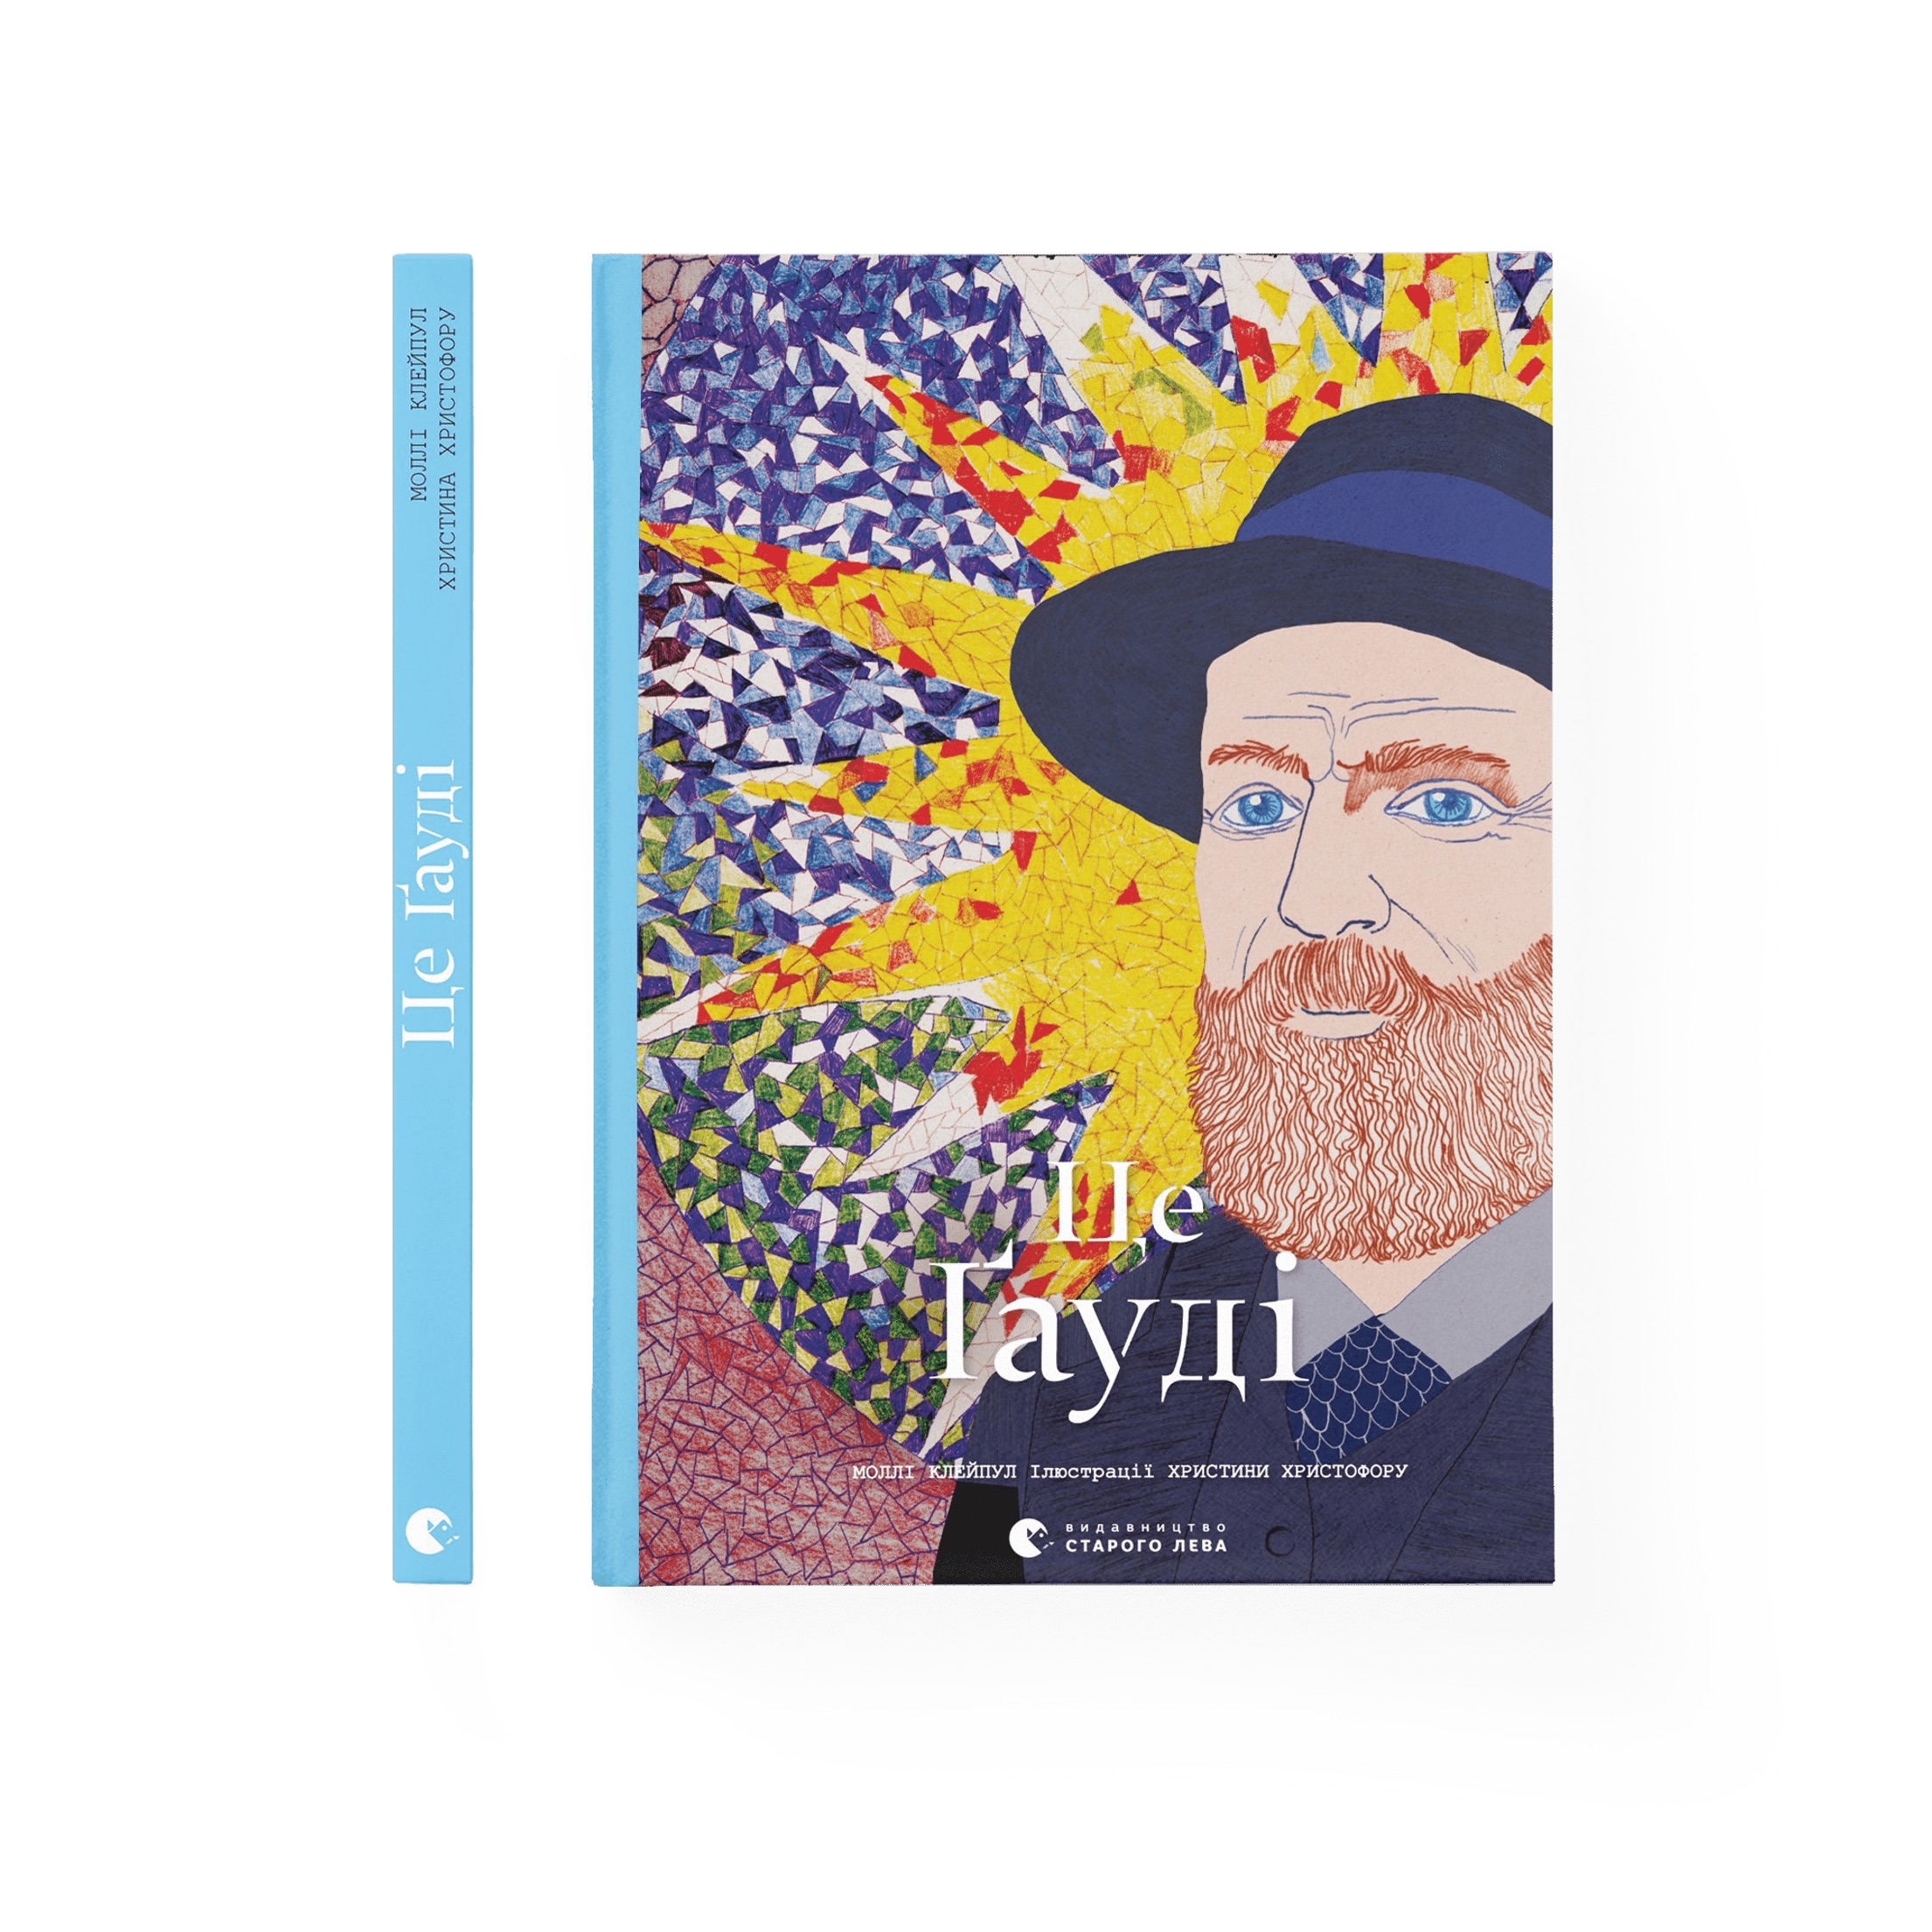 МОЛЛІ КЛЕЙПУЛ
ХРИСТИНА ХРИСТОФОРУ
Це Ґауді
Це
Ґауді
МОЛЛІ КЛЕЙПУЛ Ілюстрації ХРИСТИНИ ХРИСТОФОРУ
видавництво
СТАРОГО ЛЕВА